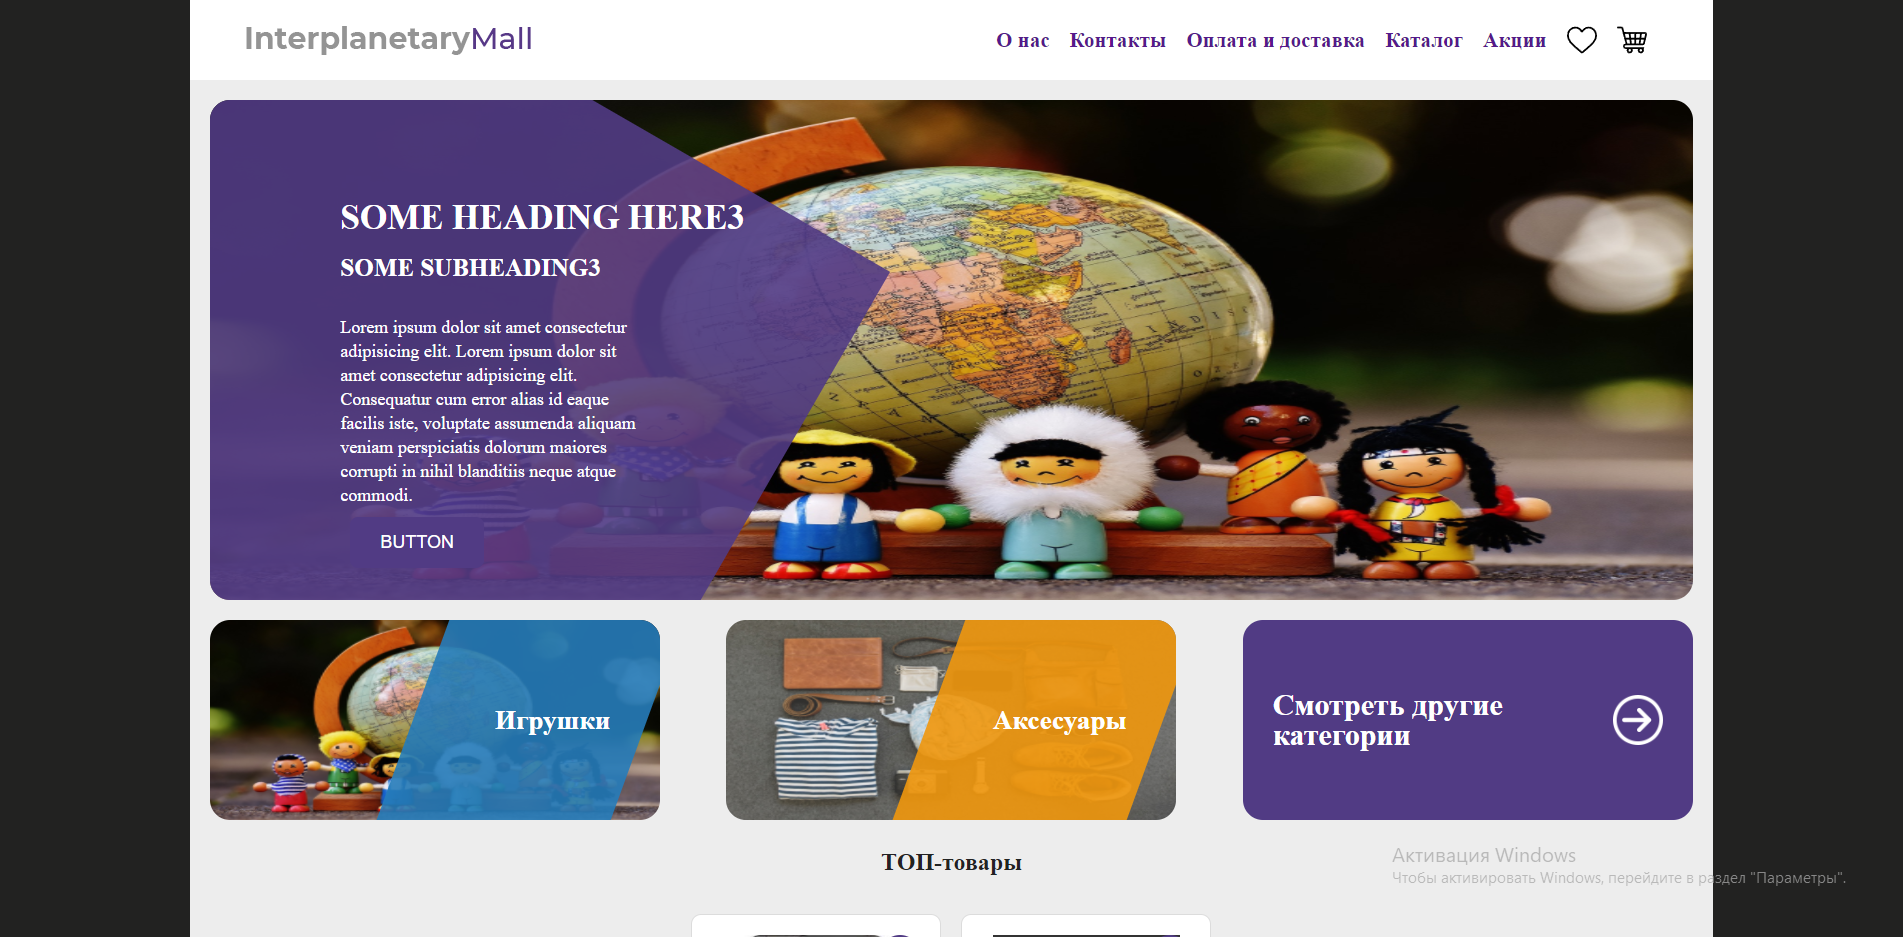 InterplanetaryMall
О нас Контакты Оплата и доставка Каталог Акции
SOME HEADING HERE3
SOME SUBHEADING3
Lorem ipsum dolor sit amet consectetur
adipisicing elit. Lorem ipsum dolor sit
amet consectetur adipisicing elit.
Consequatur cum error alias id eaque
facilis iste, voluptate assumenda aliquam
veniam perspiciatis dolorum maiores
corrupti in nihil blanditiis neque atque
commodi.
BUTTON
Игрушки
Аксесуары
Смотреть другие
категории
ТОП-товары
Активация Windows
Чтобы активировать Windows, перейдите в раздел "Параметры".